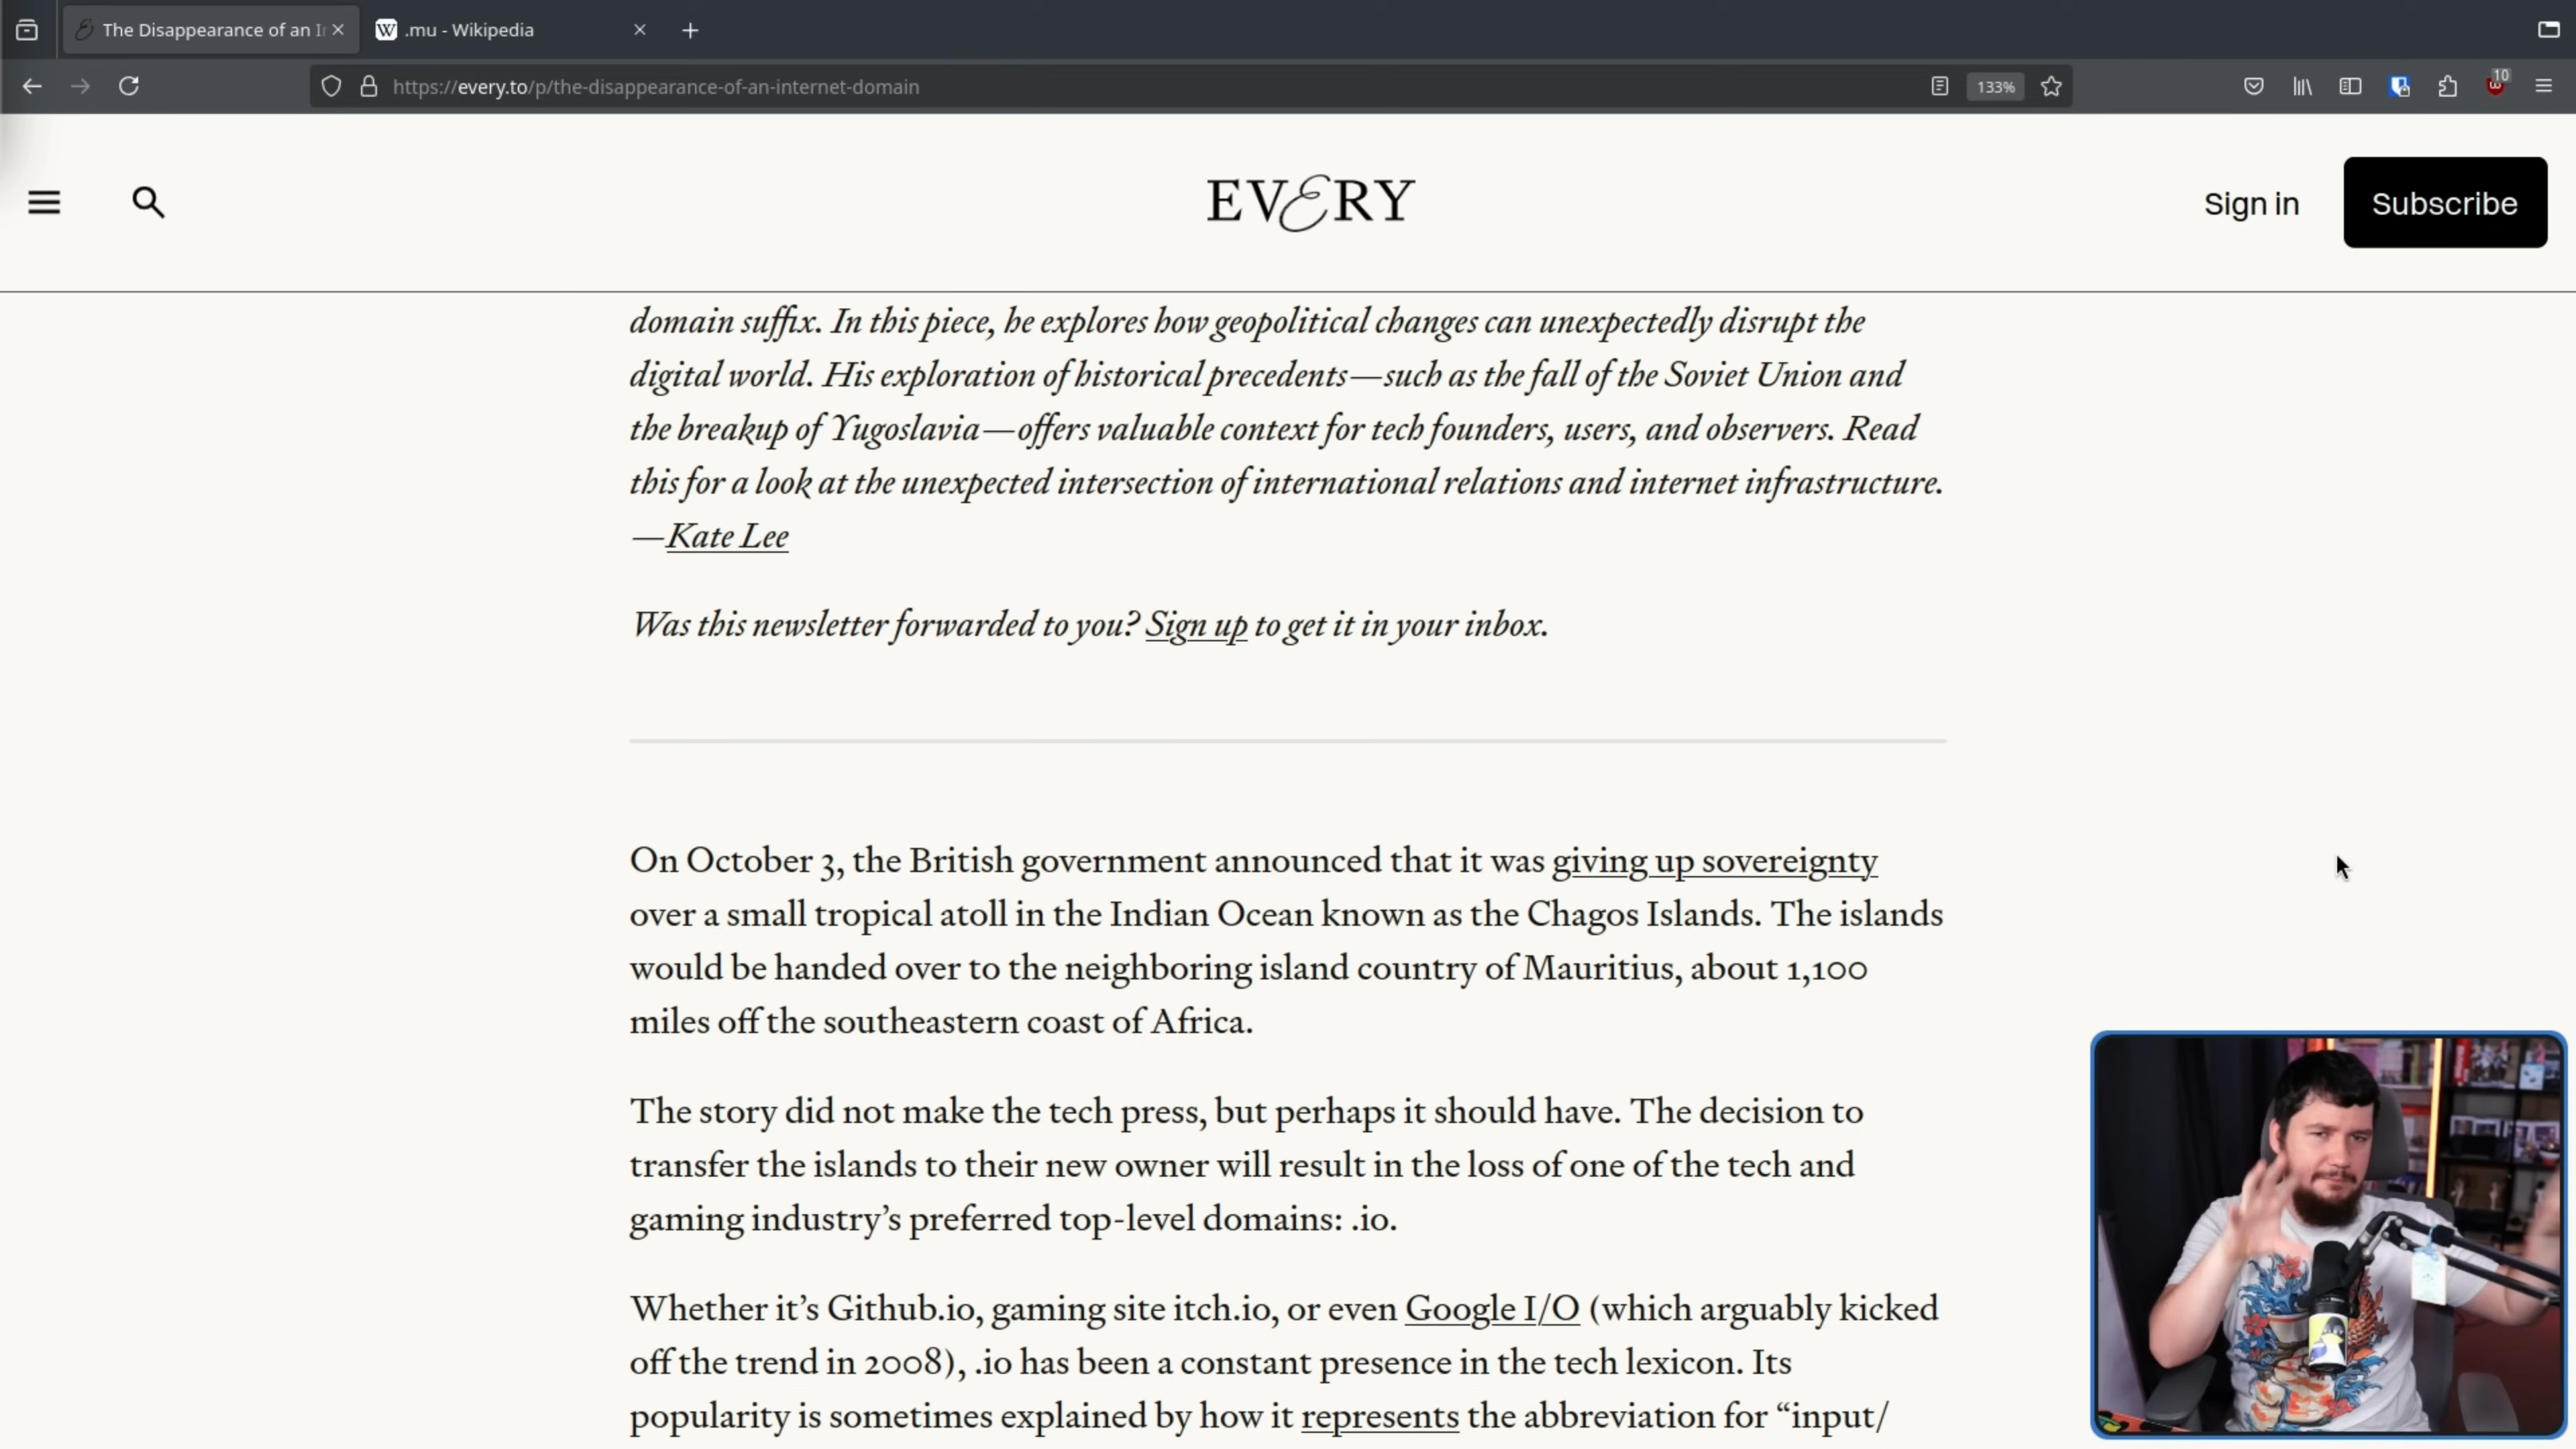 The Disappearance of an I
.mu - Wikipedia
https://every.to/p/the-disappearance-of-an-internet-domain
133%
10
EVERY
Sign in
Subscribe
domain suffix. In this piece, he explores how geopolitical changes can unexpectedly disrupt the
digital world. His exploration of historical precedents—such as the fall of the Soviet Union and
the breakup of Yugoslavia—offers valuable context for tech founders, users, and observers. Read
this for a look at the unexpected intersection of international relations and internet infrastructure.
—Kate Lee
Was this newsletter forwarded to you? Sign up to get it in your inbox.
On October 3, the British government announced that it was giving up sovereignty
over a small tropical atoll in the Indian Ocean known as the Chagos Islands. The islands
would be handed over to the neighboring island country of Mauritius, about 1,100
miles off the southeastern coast of Africa.
The story did not make the tech press, but perhaps it should have. The decision to
transfer the islands to their new owner will result in the loss of one of the tech and
gaming industry’s preferred top-level domains: .io.
Whether it’s Github.io, gaming site itch.io, or even Google I/O (which arguably kicked
off the trend in 2008), .io has been a constant presence in the tech lexicon. Its
popularity is sometimes explained by how it represents the abbreviation for “input/